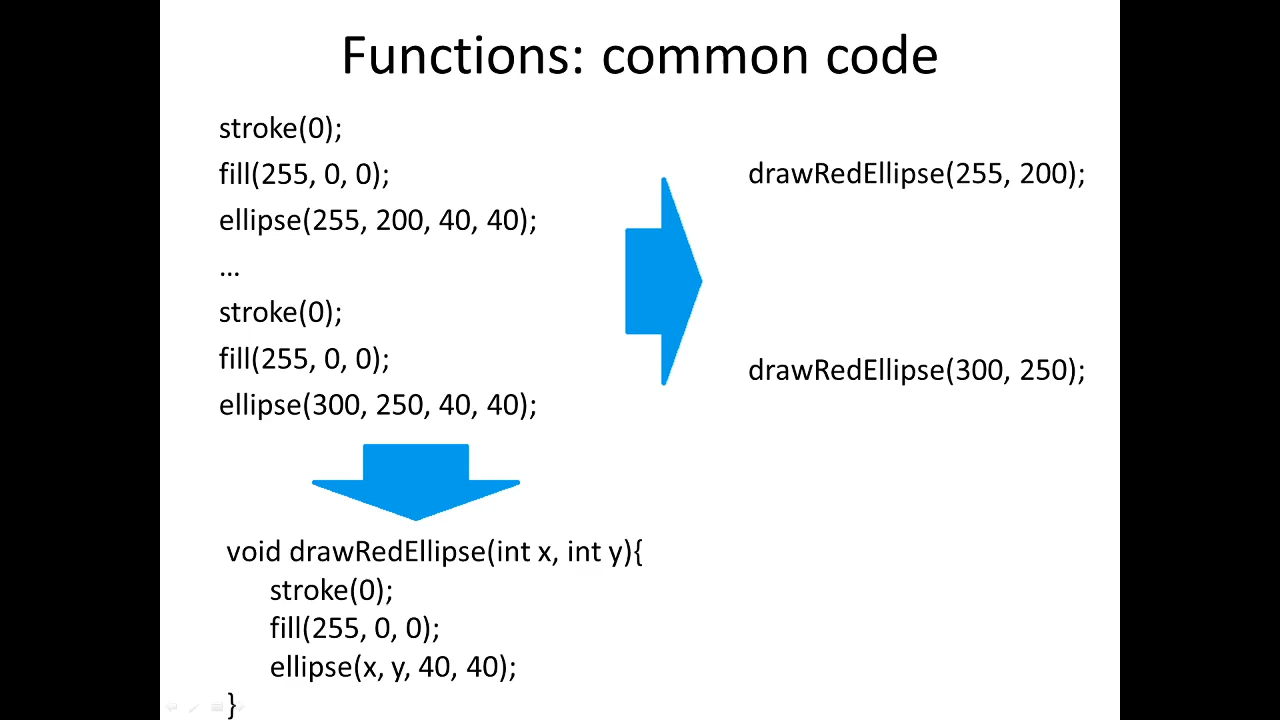 Functions: common code
stroke(0);
fill(255, 0, 0);
ellipse(255, 200, 40, 40);
...
stroke(0);
fill(255, 0, 0);
ellipse(300, 250, 40, 40);
drawRedEllipse(255, 200);
drawRedEllipse(300, 250);
void drawRedEllipse(int x, int y){
stroke(0);
fill(255, 0, 0);
ellipse(x, y, 40, 40);
}